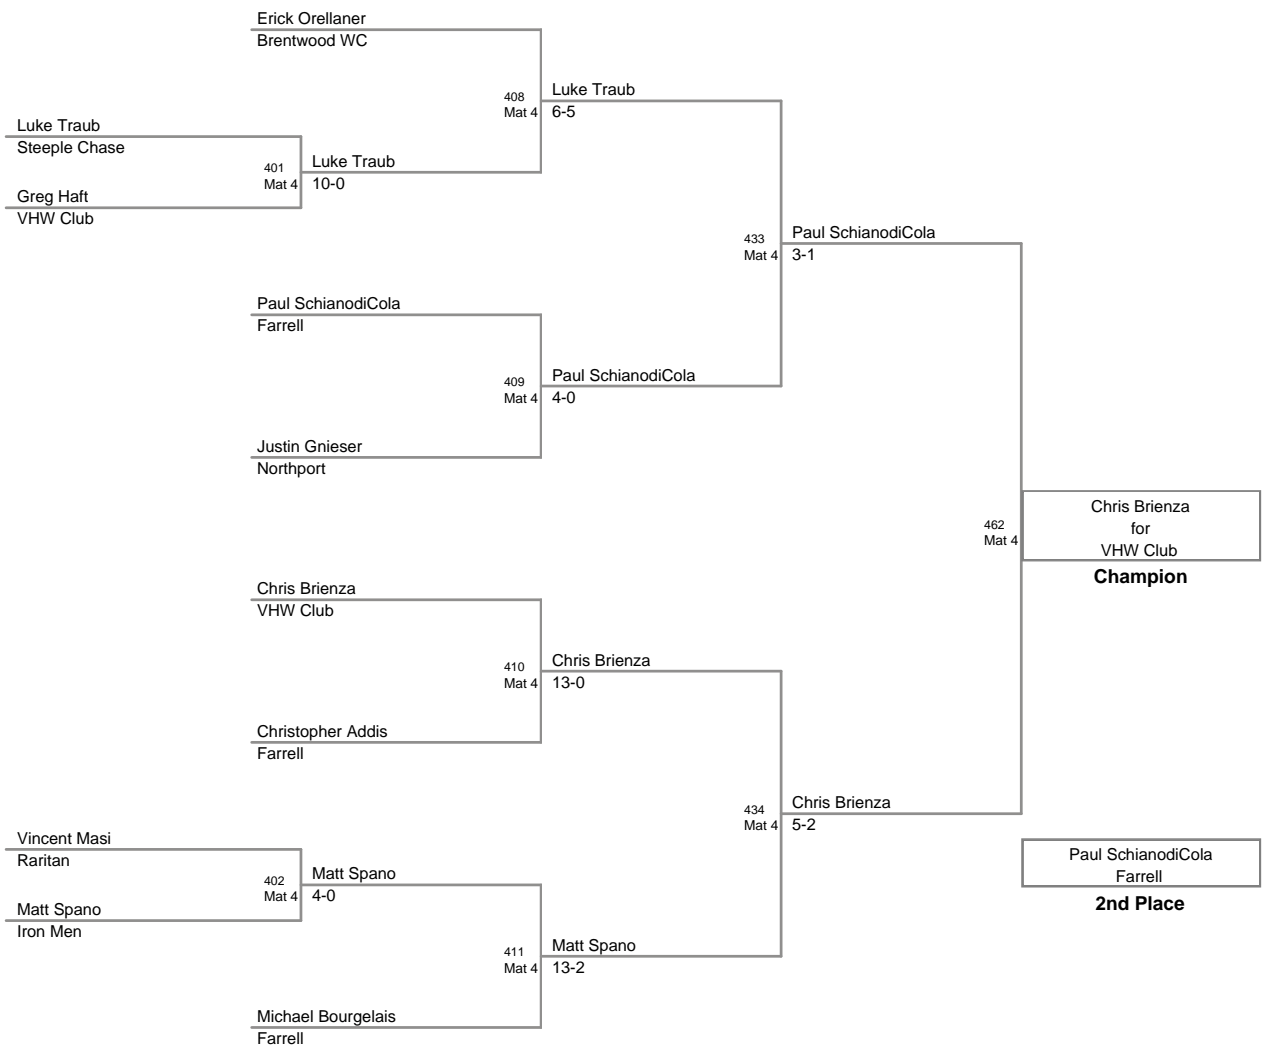 Erick Orellaner
Brentwood WC
408
Mat 4
Luke Traub
6-5
Luke Traub
Steeple Chase
401
Mat 4
Luke Traub
10-0
Greg Haft
VHW Club
433
Mat 4
Paul SchianodiCola
3-1
Paul SchianodiCola
Farrell
409
Mat 4
Paul SchianodiCola
4-0
Justin Gnieser
Northport
462
Mat 4
Chris Brienza
for
VHW Club
Champion
Chris Brienza
VHW Club
410
Mat 4
Chris Brienza
13-0
Christopher Addis
Farrell
434
Mat 4
Chris Brienza
5-2
Vincent Masi
Raritan
402
Mat 4
Matt Spano
4-0
Matt Spano
Iron Men
Paul SchianodiCola
Farrell
2nd Place
411
Mat 4
Matt Spano
13-2
Michael Bourgelais
Farrell